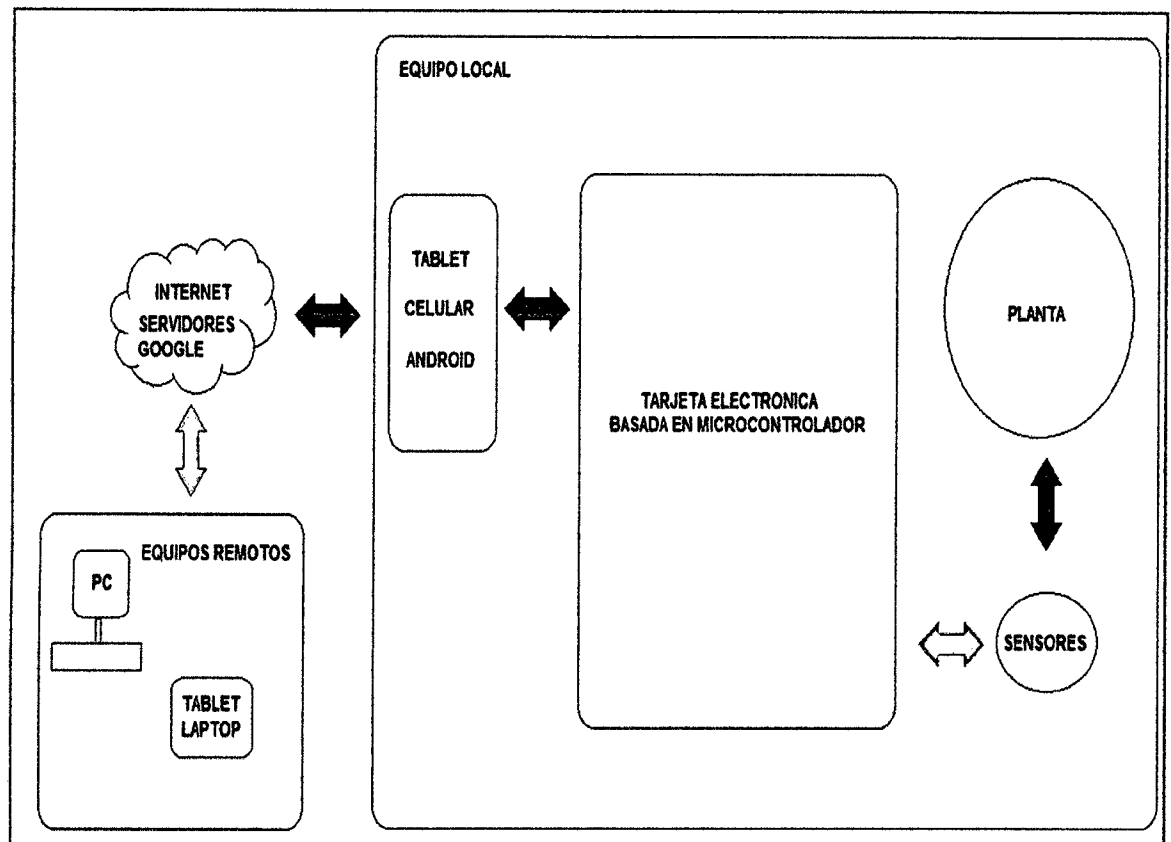 EQUIPO LOCAL
TABLET
CELÚLAR
ANDROID
INTERNET
SERVIDORES
GOOGLE
TARJETA ELECTRONICA
BASADA EN MICROCONTROLADOR
PLANTA
SENSORES
EQUIPOS REMOTOS
PC
TABLET
LAPTOP